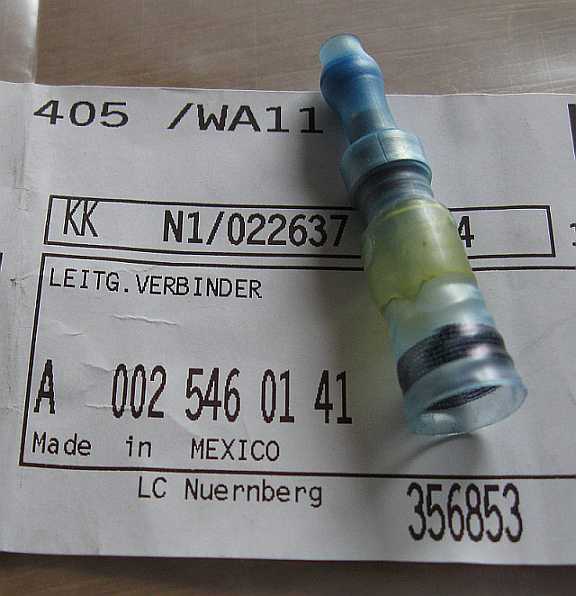 405 /WA11
KK N1/022637 4
LEITG.VERBINDER
A 002 546 01 41
Made in MEXICO
LC Nuernberg 356853